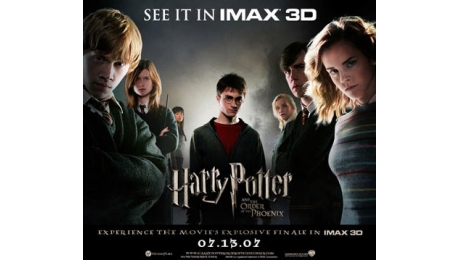 SEE IT IN IMAX 3D
HARRY POTTER
AND THE
ORDER
OF THE
PHOENIX
EXPERIENCE THE MOVIE'S EXPLOSIVE FINALE IN IMAX 3D
07.13.07